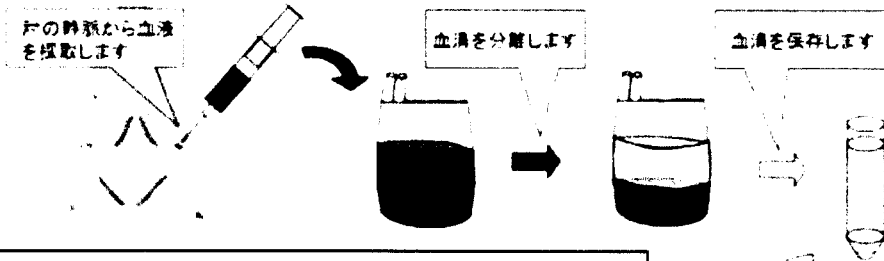 肘の静脈から血液
を採取します
血清を分離します
血清を保存します